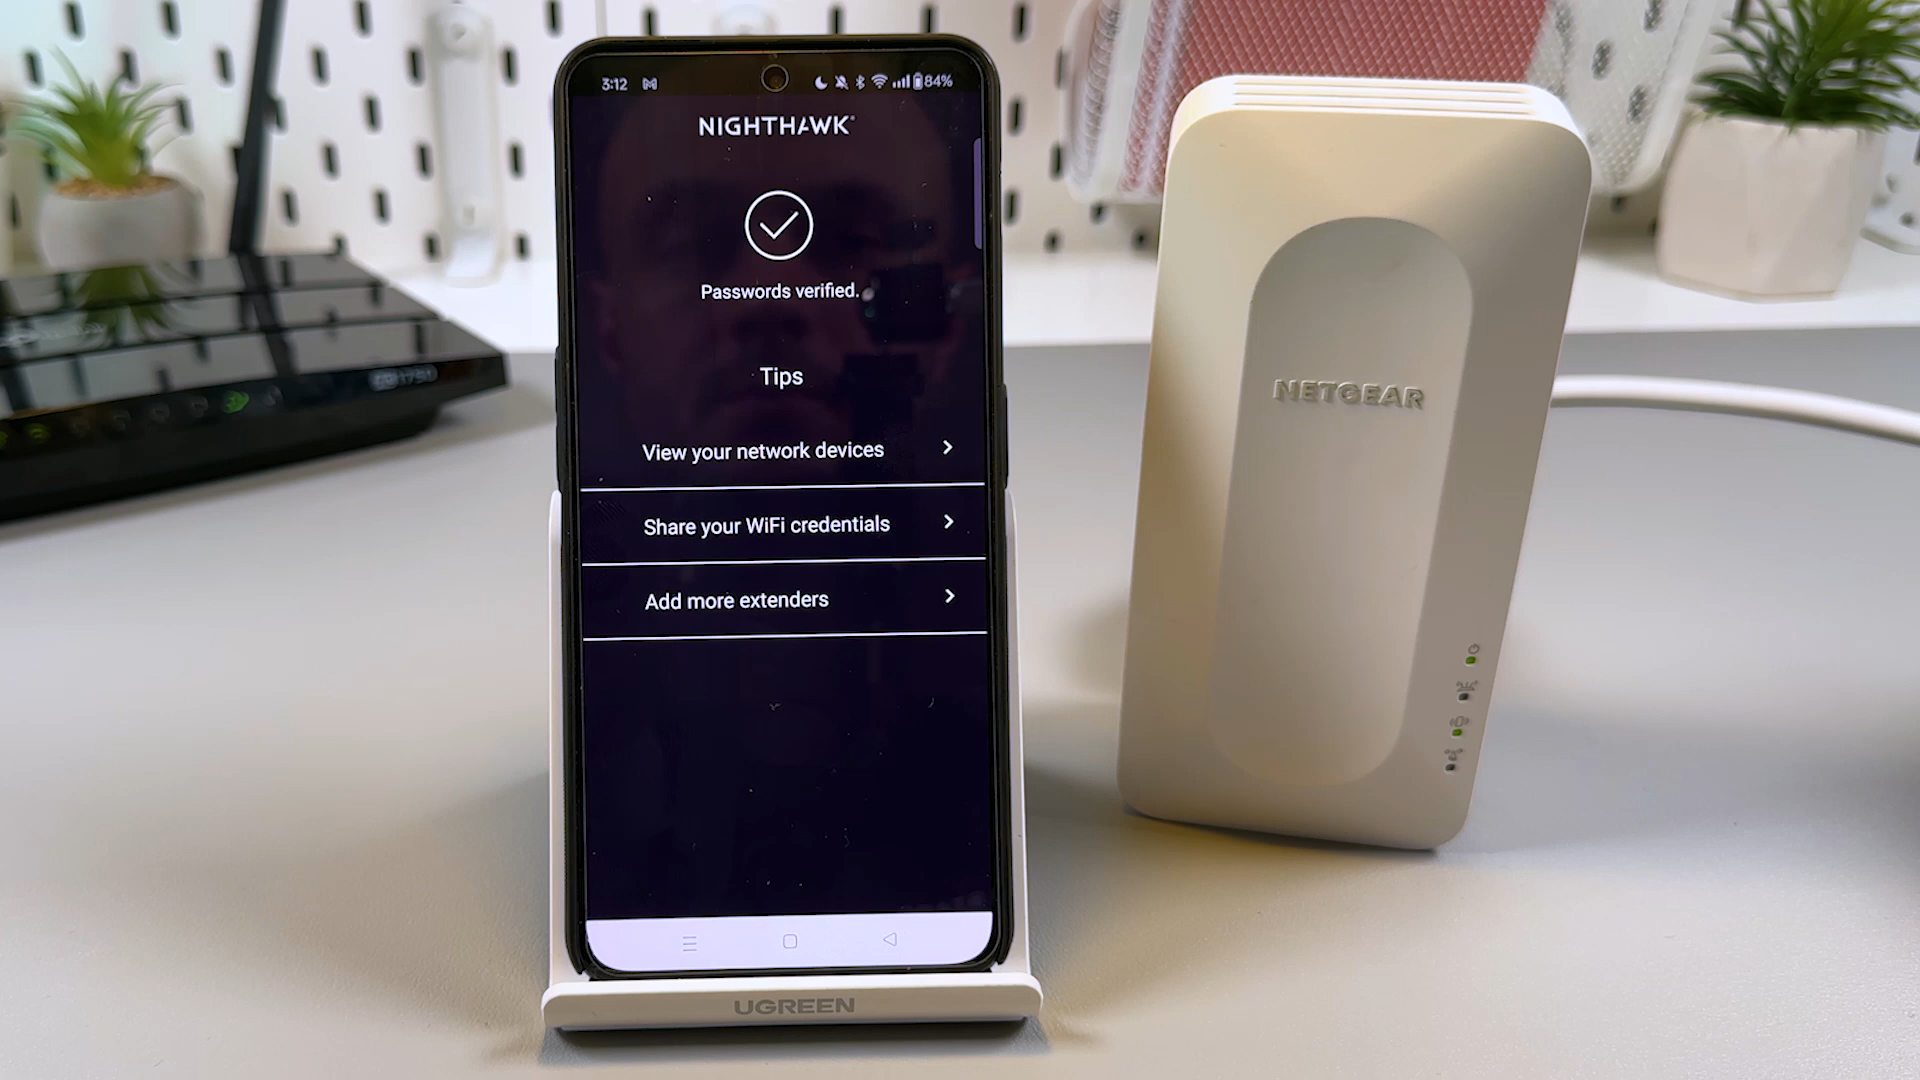 3:12
84%
NIGHTHAWK
Passwords verified.
Tips
View your network devices
Share your WiFi credentials
Add more extenders
UGREEN
NETGEAR